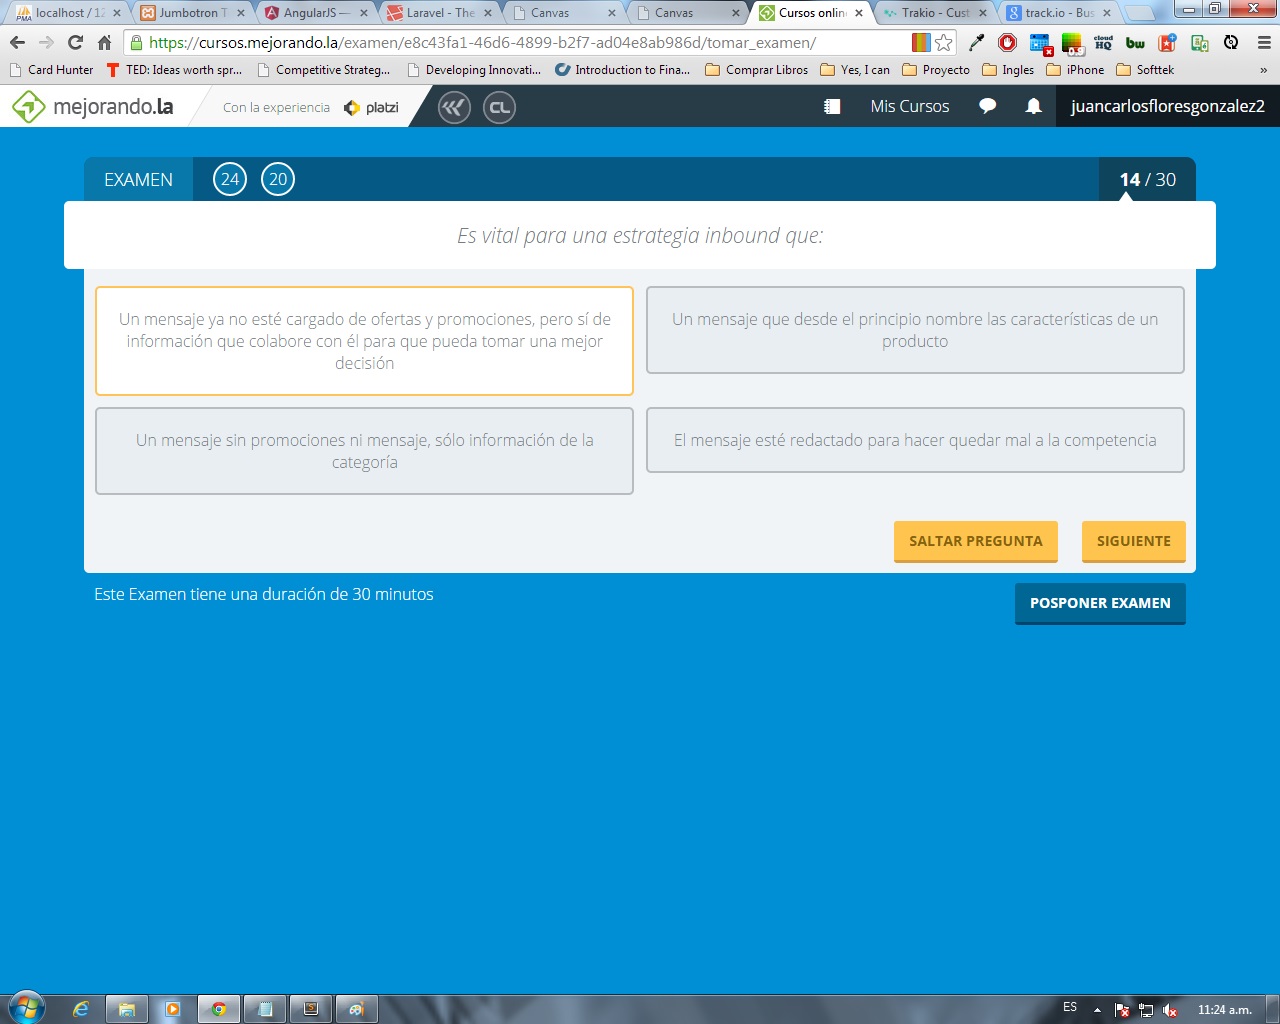 localhost / 12
Jumbotron T
AngularJS —
Laravel - The
Canvas
Canvas
Cursos online
Trakio - Cust
track.io - Bus
https://cursos.mejorando.la/examen/e8c43fa1-46d6-4899-b2f7-ad04e8ab986d/tomar_examen/
cloud HQ
bw
Card Hunter
TED: Ideas worth spr...
Competitive Strateg...
Developing Innovati...
Introduction to Fina...
Comprar Libros
Yes, I can
Proyecto
Ingles
iPhone
Softtek
»
mejorando.la
Con la experiencia
platzi
CL
Mis Cursos
juancarlosfloresgonzalez2
EXAMEN
24
20
14 / 30
Es vital para una estrategia inbound que:
Un mensaje ya no esté cargado de ofertas y promociones, pero sí de
información que colabore con él para que pueda tomar una mejor
decisión
Un mensaje que desde el principio nombre las características de un
producto
Un mensaje sin promociones ni mensaje, sólo información de la
categoría
El mensaje esté redactado para hacer quedar mal a la competencia
SALTAR PREGUNTA
SIGUIENTE
Este Examen tiene una duración de 30 minutos
POSPONER EXAMEN
ES
11:24 a.m.